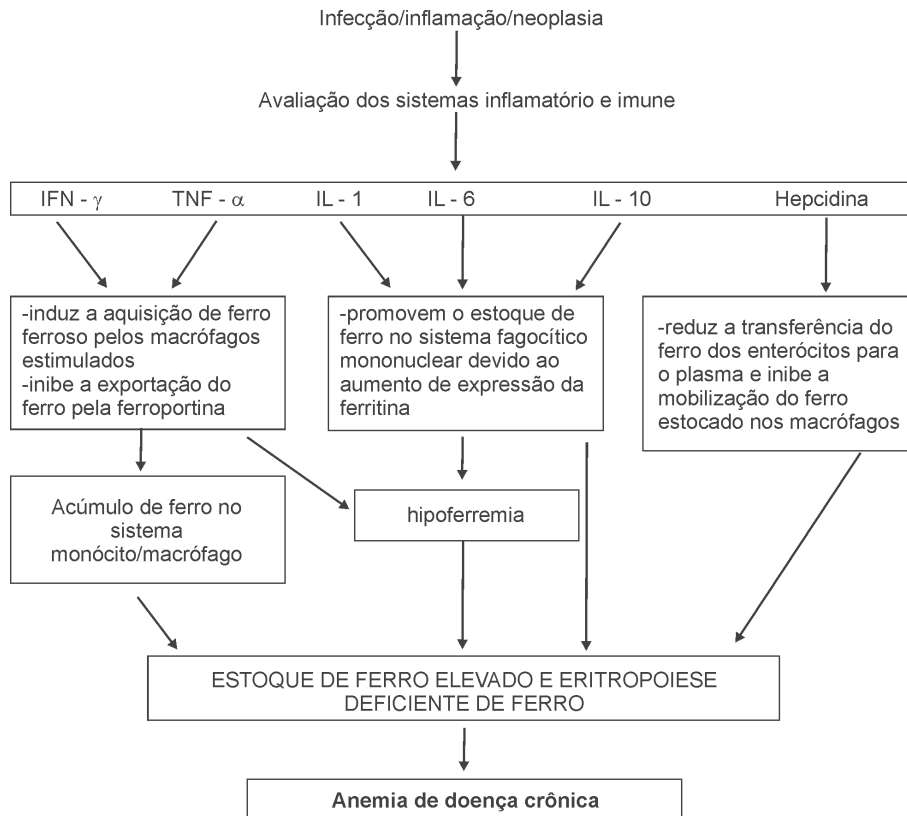 Infecção/inflamação/neoplasia
Avaliação dos sistemas inflamatório e imune
IFN - γ TNF - α IL - 1 IL - 6 IL - 10 Hepcidina
-induz a aquisição de ferro
ferroso pelos macrófagos
estimulados
-inibe a exportação do
ferro pela ferroportina
-promovem o estoque de
ferro no sistema fagocítico
mononuclear devido ao
aumento de expressão da
ferritina
-reduz a transferência do
ferro dos enterócitos para
o plasma e inibe a
mobilização do ferro
estocado nos macrófagos
Acúmulo de ferro no
sistema
monócito/macrófago
hipoferremia
ESTOQUE DE FERRO ELEVADO E ERITROPOIESE
DEFICIENTE DE FERRO
Anemia de doença crônica